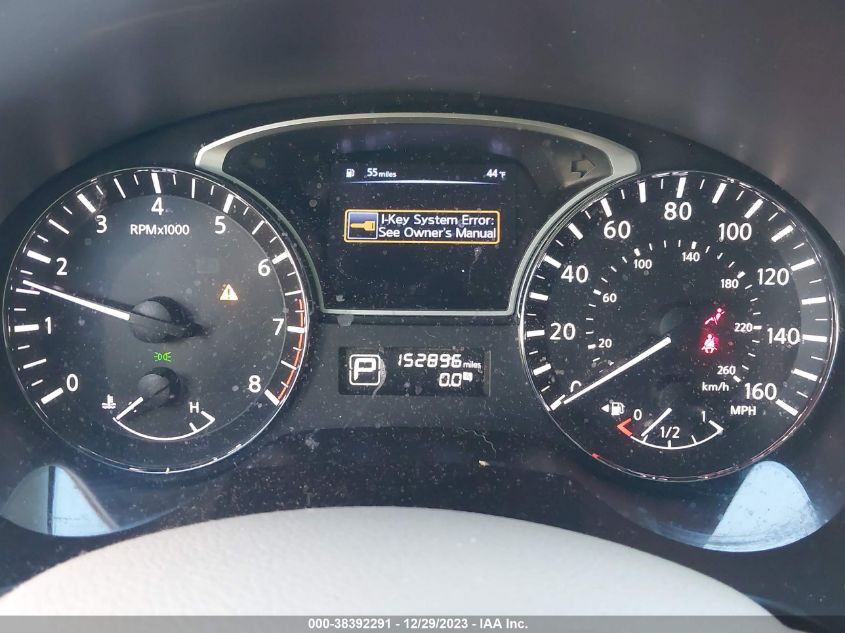 55 miles 44°F
I-Key System Error:
See Owner's Manual
RPMx1000
0 1 2 3 4 5 6 7 8
H
P 152896 miles
0.0
0 20 40 60 80 100 120 140 160
20 60 100 140 180 220 260
km/h
MPH
0 1/2 1
000-38392291 - 12/29/2023 - IAA Inc.